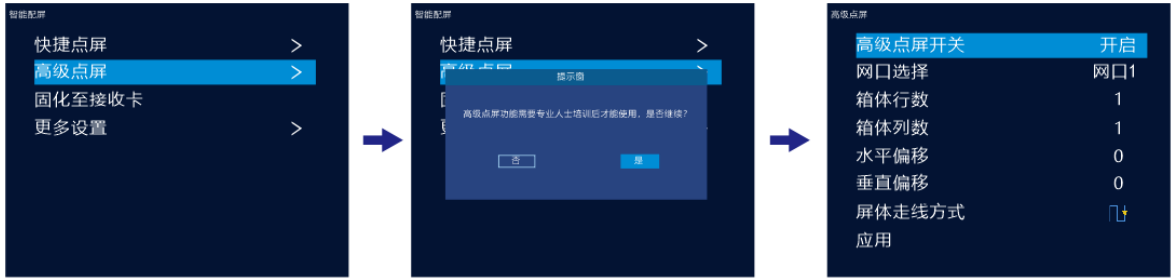 智能配屏
快捷点屏 >
高级点屏 >
固化至接收卡
更多设置 >
智能配屏
快捷点屏 >
提示窗
高级点屏功能需要专业人士培训后才能使用，是否继续？
否 是
高级点屏
高级点屏开关 开启
网口选择 网口1
箱体行数 1
箱体列数 1
水平偏移 0
垂直偏移 0
屏体走线方式
应用